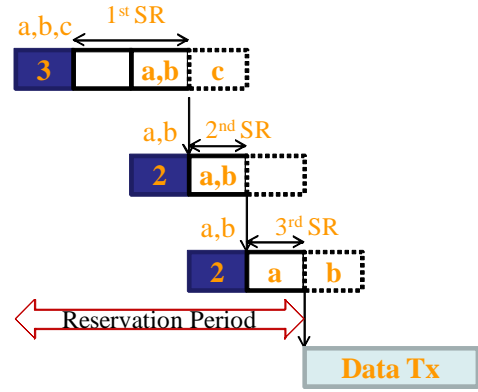 a,b,c 1st SR
3 a,b c
a,b 2nd SR
2 a,b
a,b 3rd SR
2 a b
Reservation Period
Data Tx